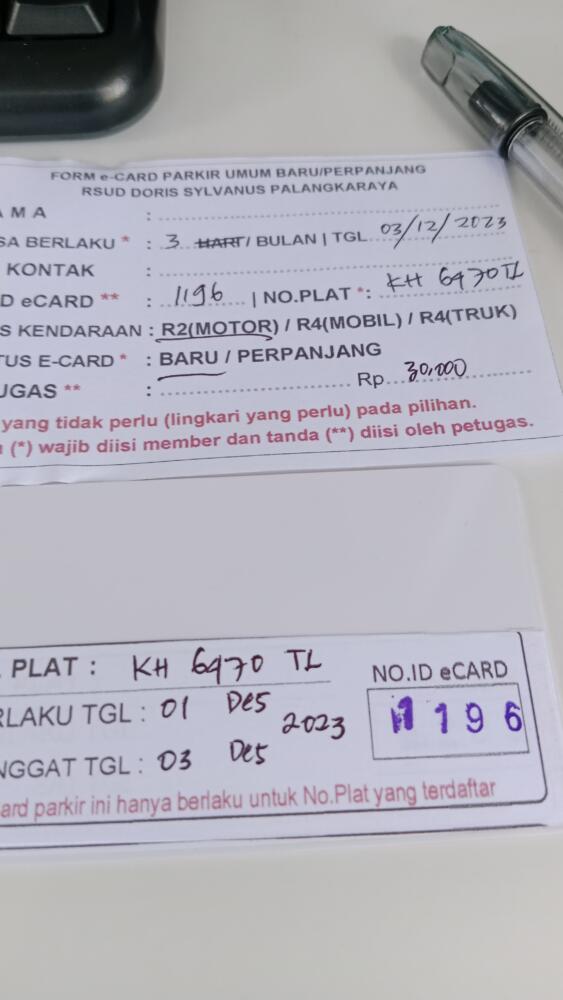 FORM e-CARD PARKIR UMUM BARU/PERPANJANG
RSUD DORIS SYLVANUS PALANGKARAYA
AMA :
SA BERLAKU * : 3 HARI / BULAN | TGL 03/12/2023
KONTAK :
D eCARD ** : 1196 | NO.PLAT *: KH 6470 TL
S KENDARAAN : R2(MOTOR) / R4(MOBIL) / R4(TRUK)
TUS E-CARD * : BARU / PERPANJANG
UGAS ** : Rp 30,000
yang tidak perlu (lingkari yang perlu) pada pilihan.
(*) wajib diisi member dan tanda (**) diisi oleh petugas.
PLAT : KH 6470 TL
NO.ID eCARD
RLAKU TGL : 01 Des 2023
1196
NGGAT TGL : 03 Des
ard parkir ini hanya berlaku untuk No.Plat yang terdaftar